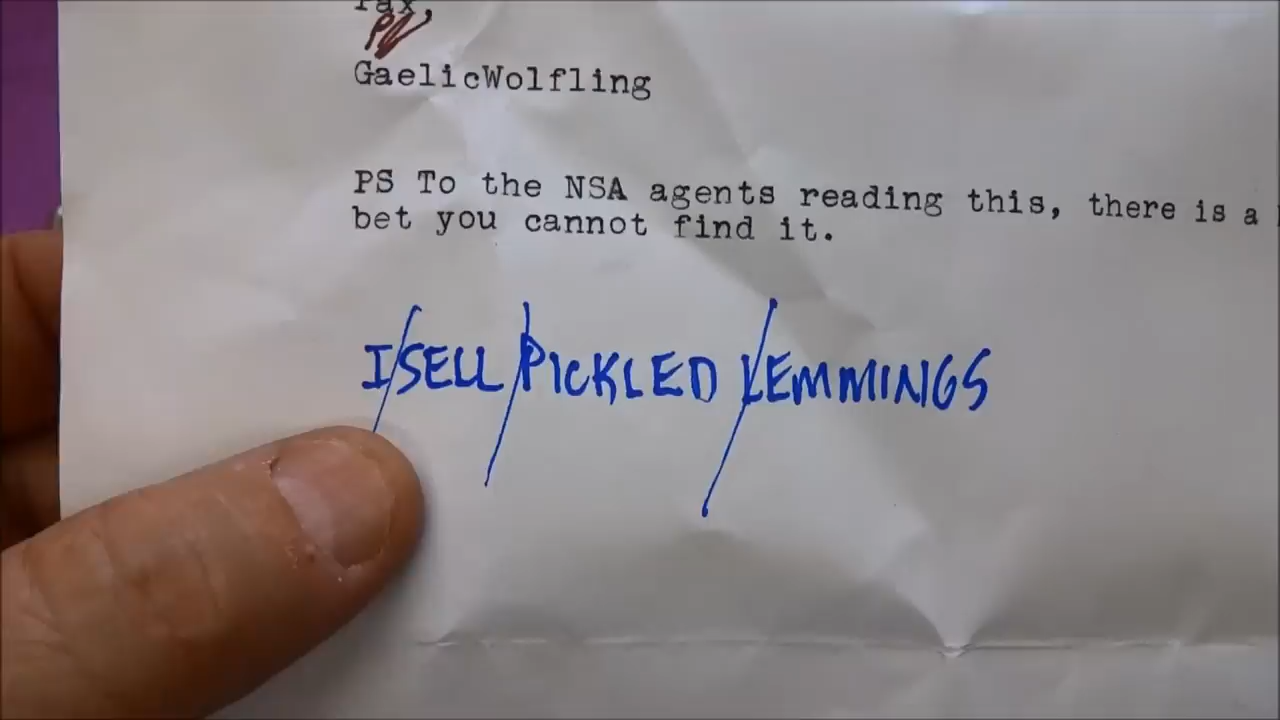 GaelicWolfling
PS To the NSA agents reading this, there is a
bet you cannot find it.
I/SELL/PICKLED/LEMMINGS